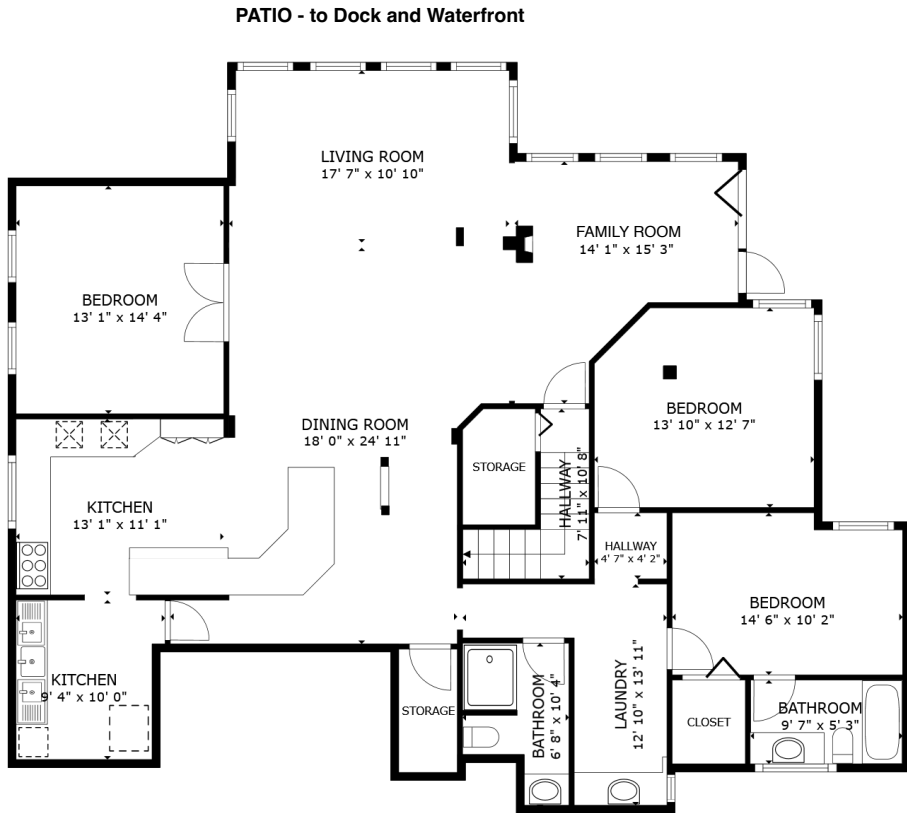 PATIO - to Dock and Waterfront
LIVING ROOM
17' 7" x 10' 10"
FAMILY ROOM
14' 1" x 15' 3"
BEDROOM
13' 1" x 14' 4"
BEDROOM
13' 10" x 12' 7"
DINING ROOM
18' 0" x 24' 11"
STORAGE
HALLWAY
7' 11" x 10' 8"
KITCHEN
13' 1" x 11' 1"
HALLWAY
4' 7" x 4' 2"
BEDROOM
14' 6" x 10' 2"
KITCHEN
9' 4" x 10' 0"
STORAGE
BATHROOM
6' 8" x 10' 4"
LAUNDRY
12' 10" x 13' 11"
CLOSET
BATHROOM
9' 7" x 5' 3"